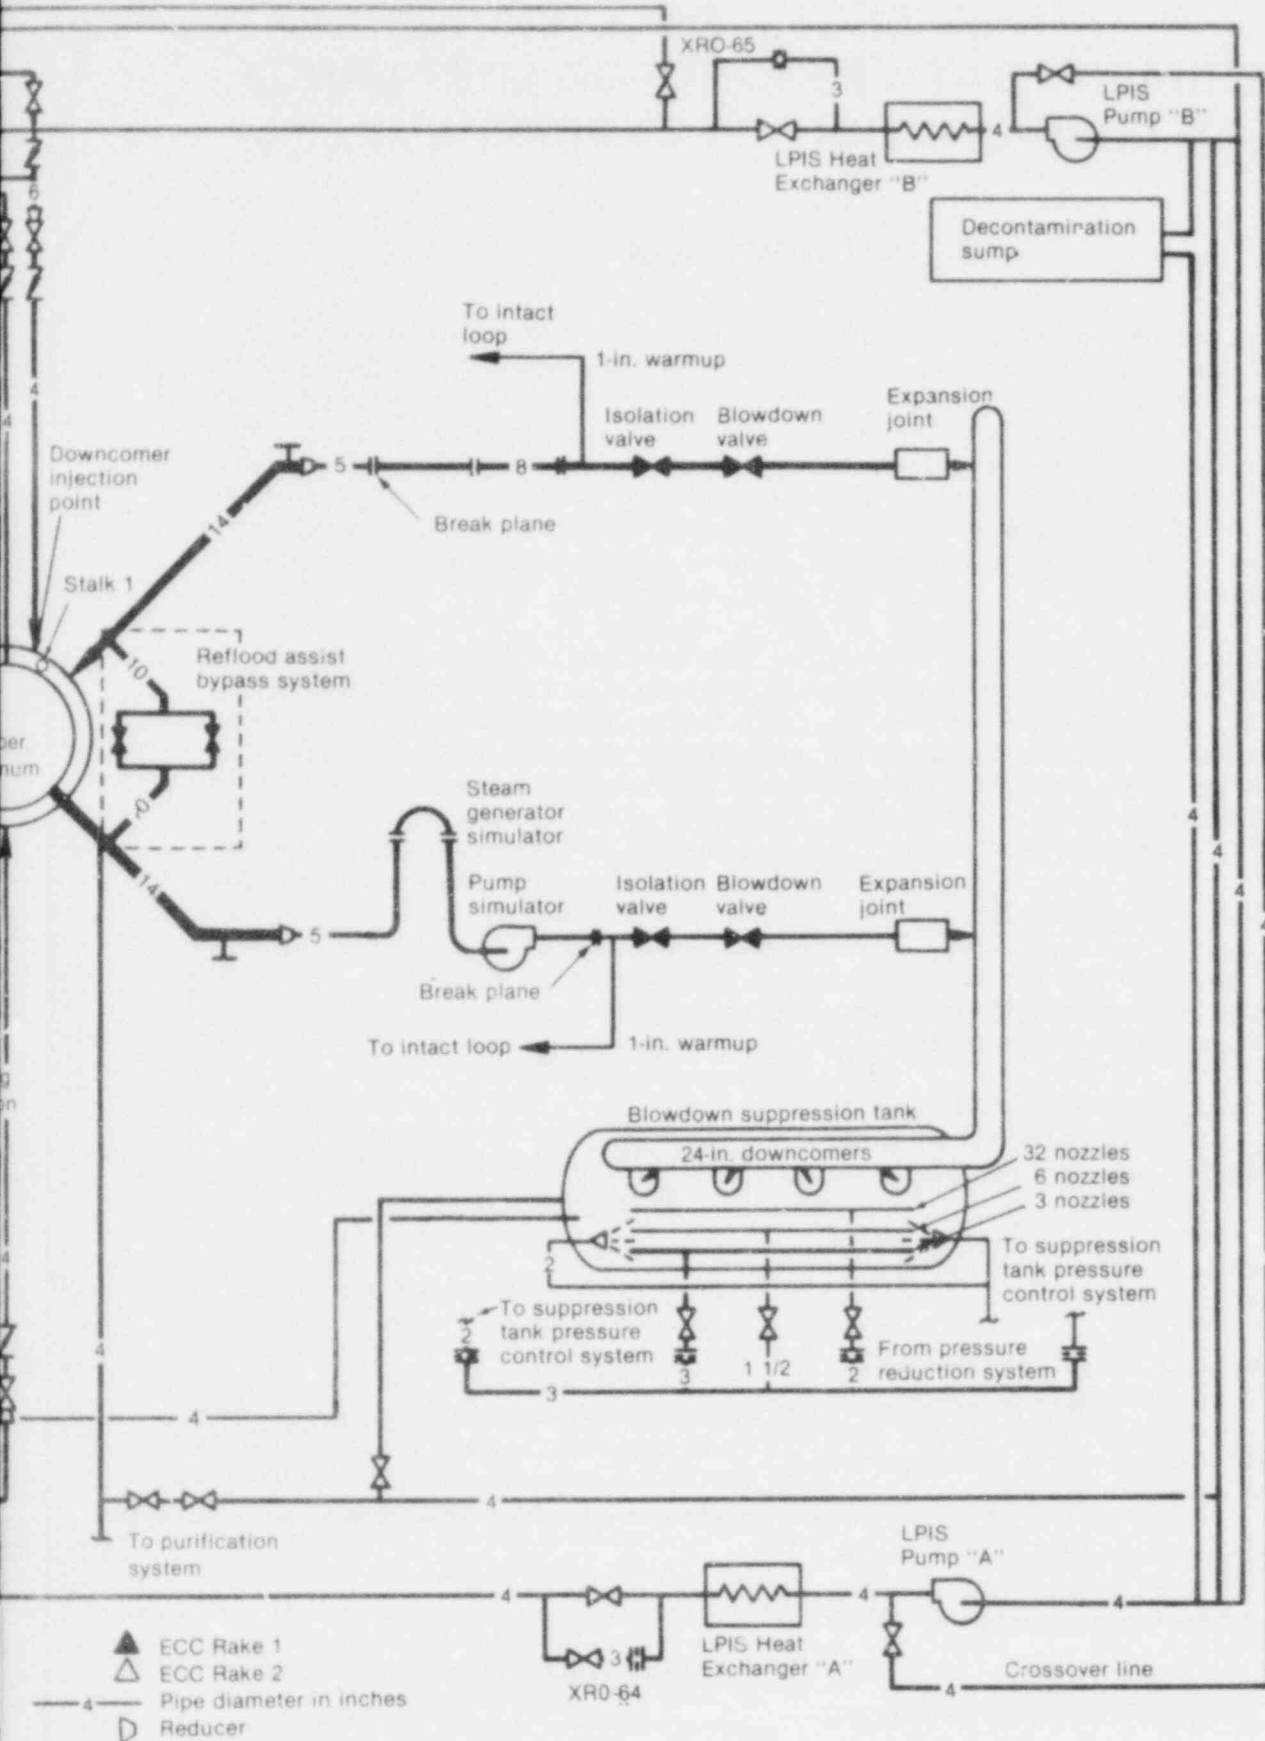 XRO-65
3
LPIS
Pump "B"
4
LPIS Heat
Exchanger "B"
6
Decontamination
sump
To intact
loop
1-in. warmup
4
4
Expansion
joint
Isolation
valve
Blowdown
valve
Downcomer
injection
point
5
8
14
Break plane
Stalk 1
10
Reflood assist
bypass system
Steam
generator
simulator
4
4
4
14
Pump
simulator
Isolation
valve
Blowdown
valve
Expansion
joint
5
Break plane
To intact loop
1-in. warmup
Blowdown suppression tank
24-in. downcomers
32 nozzles
6 nozzles
3 nozzles
To suppression
tank pressure
control system
2
4
To suppression
tank pressure
control system
2
4
3
1 1/2
2
From pressure
reduction system
3
4
4
To purification
system
LPIS
Pump "A"
4
4
4
3
XRO-64
LPIS Heat
Exchanger "A"
Crossover line
4
ECC Rake 1
ECC Rake 2
4
Pipe diameter in inches
Reducer